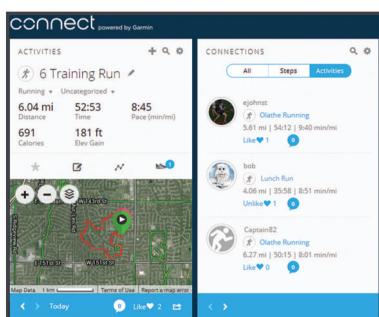 connect powered by Garmin
ACTIVITIES
6 Training Run
Running Uncategorized
6.04 mi 52:53 8:45
Distance Time Pace (min/mi)
691 181 ft
Calories Elev Gain
1
W 143rd St
W 151st St
Map Data 1 km Terms of Use Report a map error
Today 0 Like 2
CONNECTIONS
All Steps Activities
ejohnst
Olathe Running
5.61 mi | 54:12 | 9:40 min/mi
Like 1 0
bob
Lunch Run
4.06 mi | 35:58 | 8:51 min/mi
Unlike 1 0
Captain82
Olathe Running
6.27 mi | 50:15 | 8:01 min/mi
Like 0 0